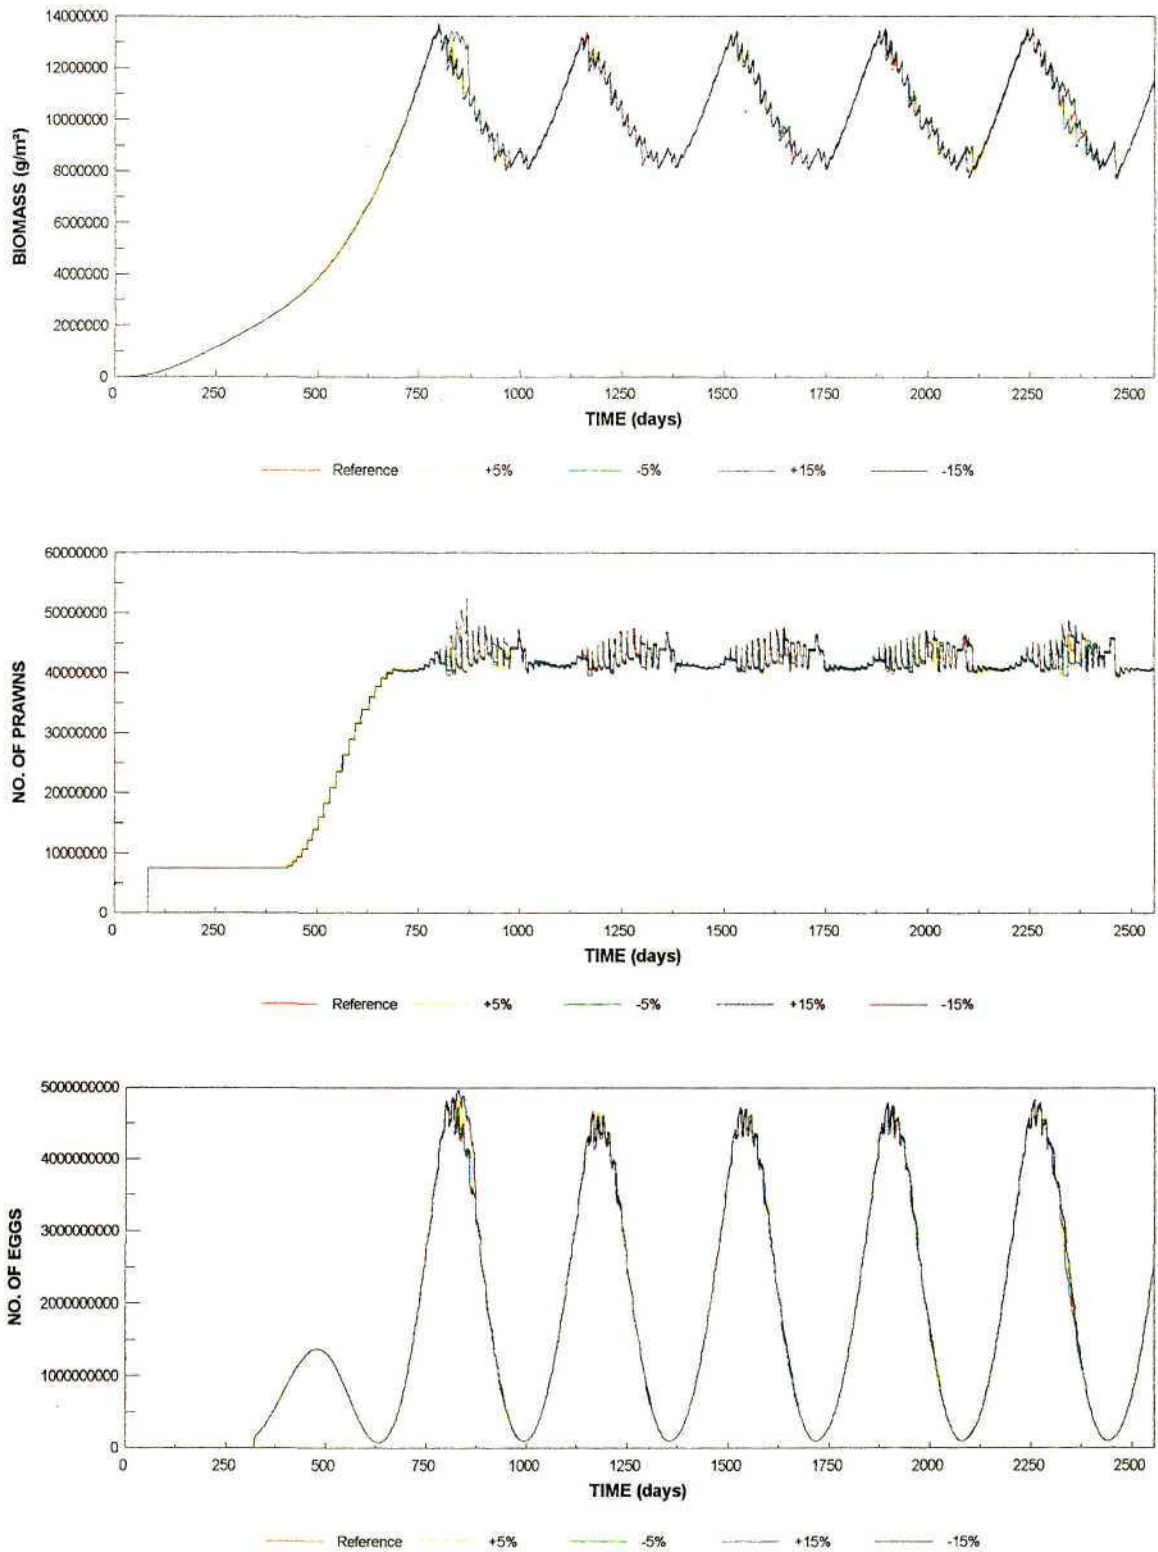 14000000
12000000
10000000
8000000
6000000
4000000
2000000
0
BIOMASS (g/m²)
250 500 750 1000 1250 1500 1750 2000 2250 2500
TIME (days)
Reference +5% -5% +15% -15%
60000000
50000000
40000000
30000000
20000000
10000000
0
NO. OF PRAWNS
0 250 500 750 1000 1250 1500 1750 2000 2250 2500
TIME (days)
Reference +5% -5% +15% -15%
5000000000
4000000000
3000000000
2000000000
1000000000
0
NO. OF EGGS
0 250 500 750 1000 1250 1500 1750 2000 2250 2500
TIME (days)
Reference +5% -5% +15% -15%